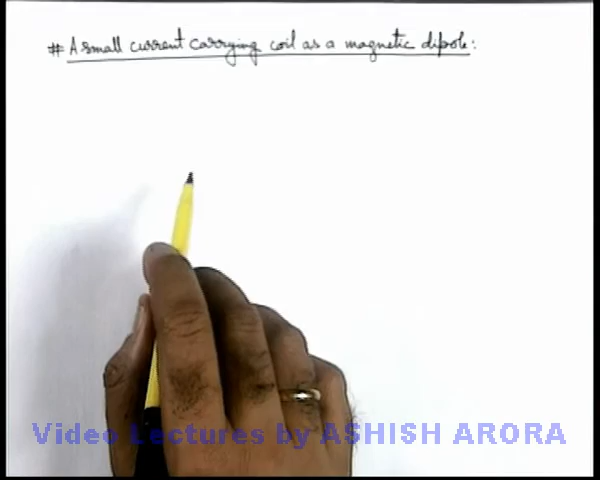 # A small current carrying coil as a magnetic dipole:
Video Lectures by ASHISH ARORA